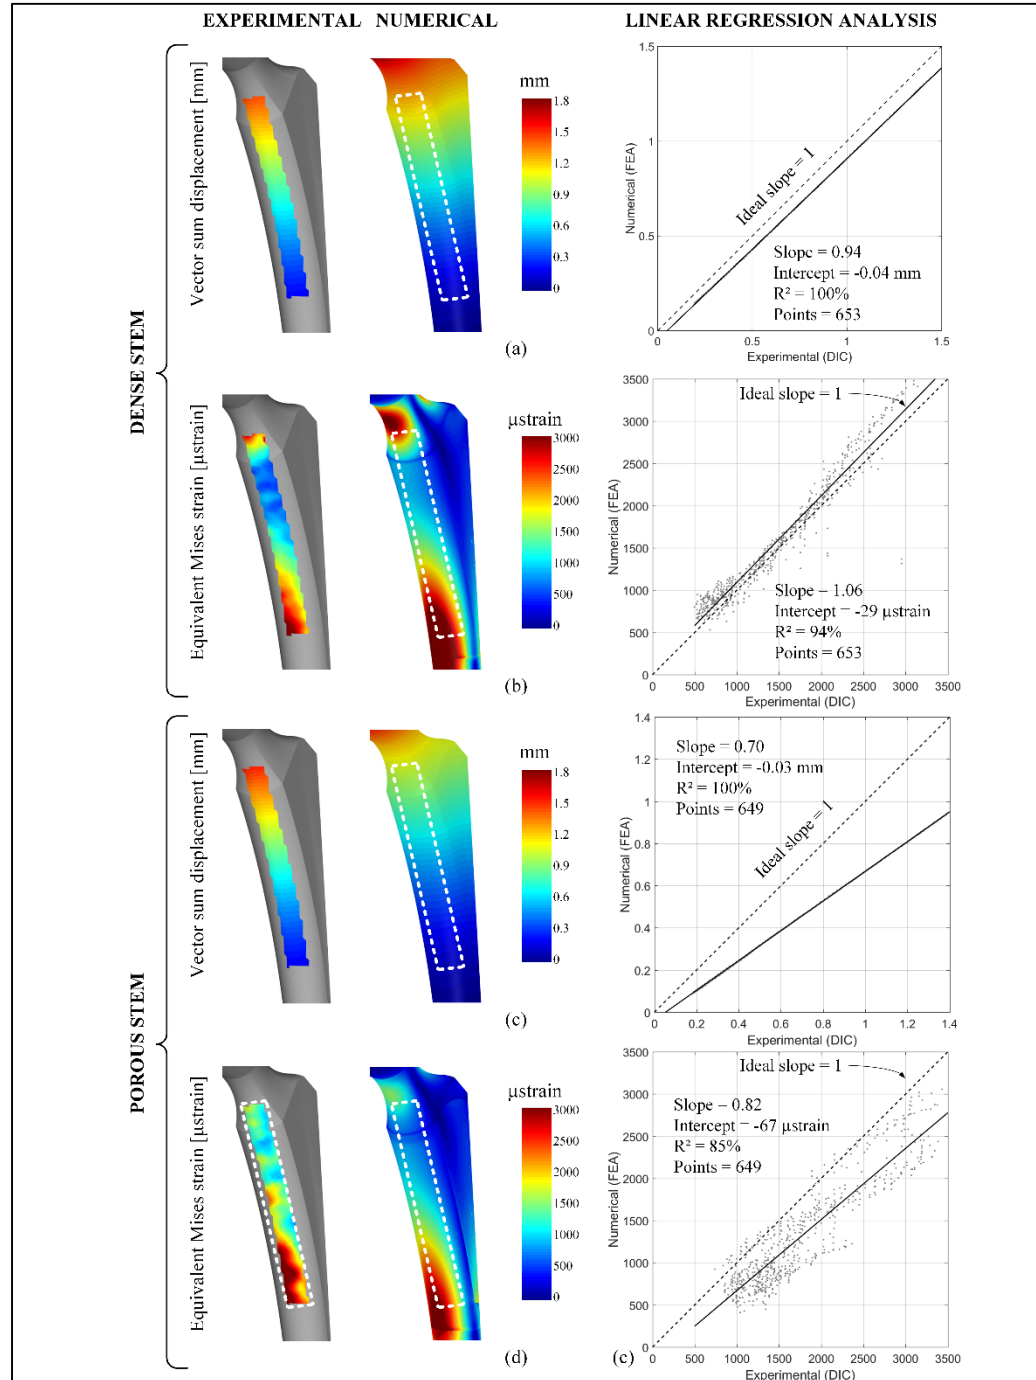 EXPERIMENTAL NUMERICAL LINEAR REGRESSION ANALYSIS
DENSE STEM
Vector sum displacement [mm]
mm
1.8
1.5
1.2
0.9
0.6
0.3
0
(a)
Numerical (FEA)
1.5
1
0.5
0
Ideal slope = 1
Slope = 0.94
Intercept = -0.04 mm
R² = 100%
Points = 653
0.5 1 1.5
Experimental (DIC)
Equivalent Mises strain [µstrain]
µstrain
3000
2500
2000
1500
1000
500
0
(b)
Numerical (FEA)
3500
3000
2500
2000
1500
1000
500
0
Ideal slope = 1
Slope = 1.06
Intercept = -29 µstrain
R² = 94%
Points = 653
0 500 1000 1500 2000 2500 3000 3500
Experimental (DIC)
POROUS STEM
Vector sum displacement [mm]
mm
1.8
1.5
1.2
0.9
0.6
0.3
0
(c)
Numerical (FEA)
1.4
1.2
1
0.8
0.6
0.4
0.2
0
Slope = 0.70
Intercept = -0.03 mm
R² = 100%
Points = 649
Ideal slope = 1
0 0.2 0.4 0.6 0.8 1 1.2 1.4
Experimental (DIC)
Equivalent Mises strain [µstrain]
µstrain
3000
2500
2000
1500
1000
500
0
(d)
(c)
Numerical (FEA)
3500
3000
2500
2000
1500
1000
500
0
Ideal slope = 1
Slope = 0.82
Intercept = -67 µstrain
R² = 85%
Points = 649
0 500 1000 1500 2000 2500 3000 3500
Experimental (DIC)